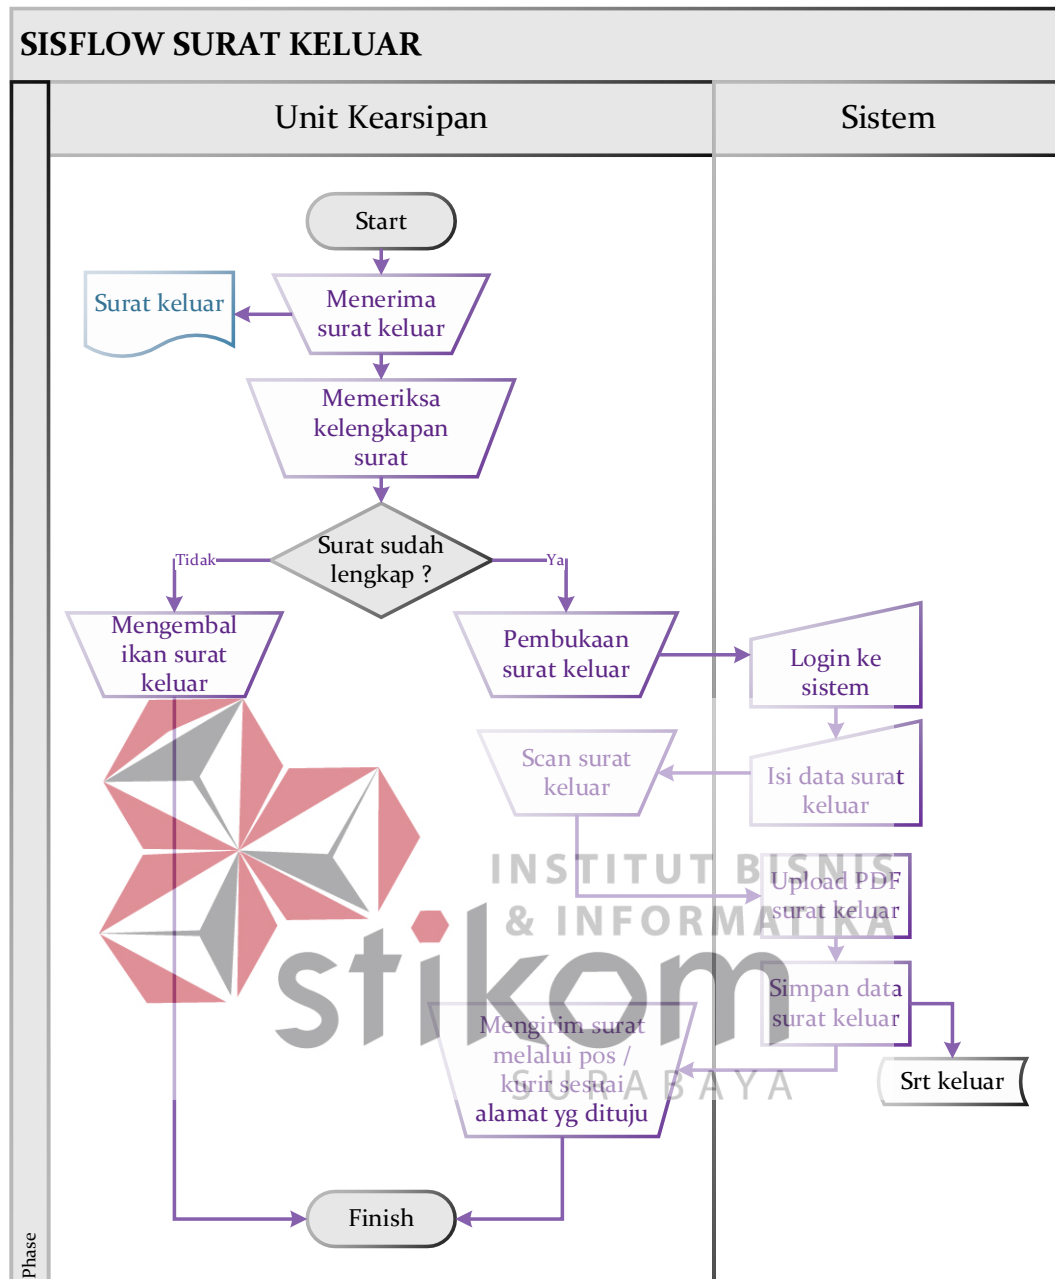 SISFLOW SURAT KELUAR
Unit Kearsipan
Sistem
Start
Surat keluar
Menerima
surat keluar
Memeriksa
kelengkapan
surat
Surat sudah
lengkap ?
Tidak
Ya
Mengembal
ikan surat
keluar
Pembukaan
surat keluar
Login ke
sistem
Scan surat
keluar
Isi data surat
keluar
INSTITUT BISNIS
& INFORMATIKA
stikom
SURABAYA
Upload PDF
surat keluar
Simpan data
surat keluar
Mengirim surat
melalui pos /
kurir sesuai
alamat yg dituju
Srt keluar
Finish
Phase